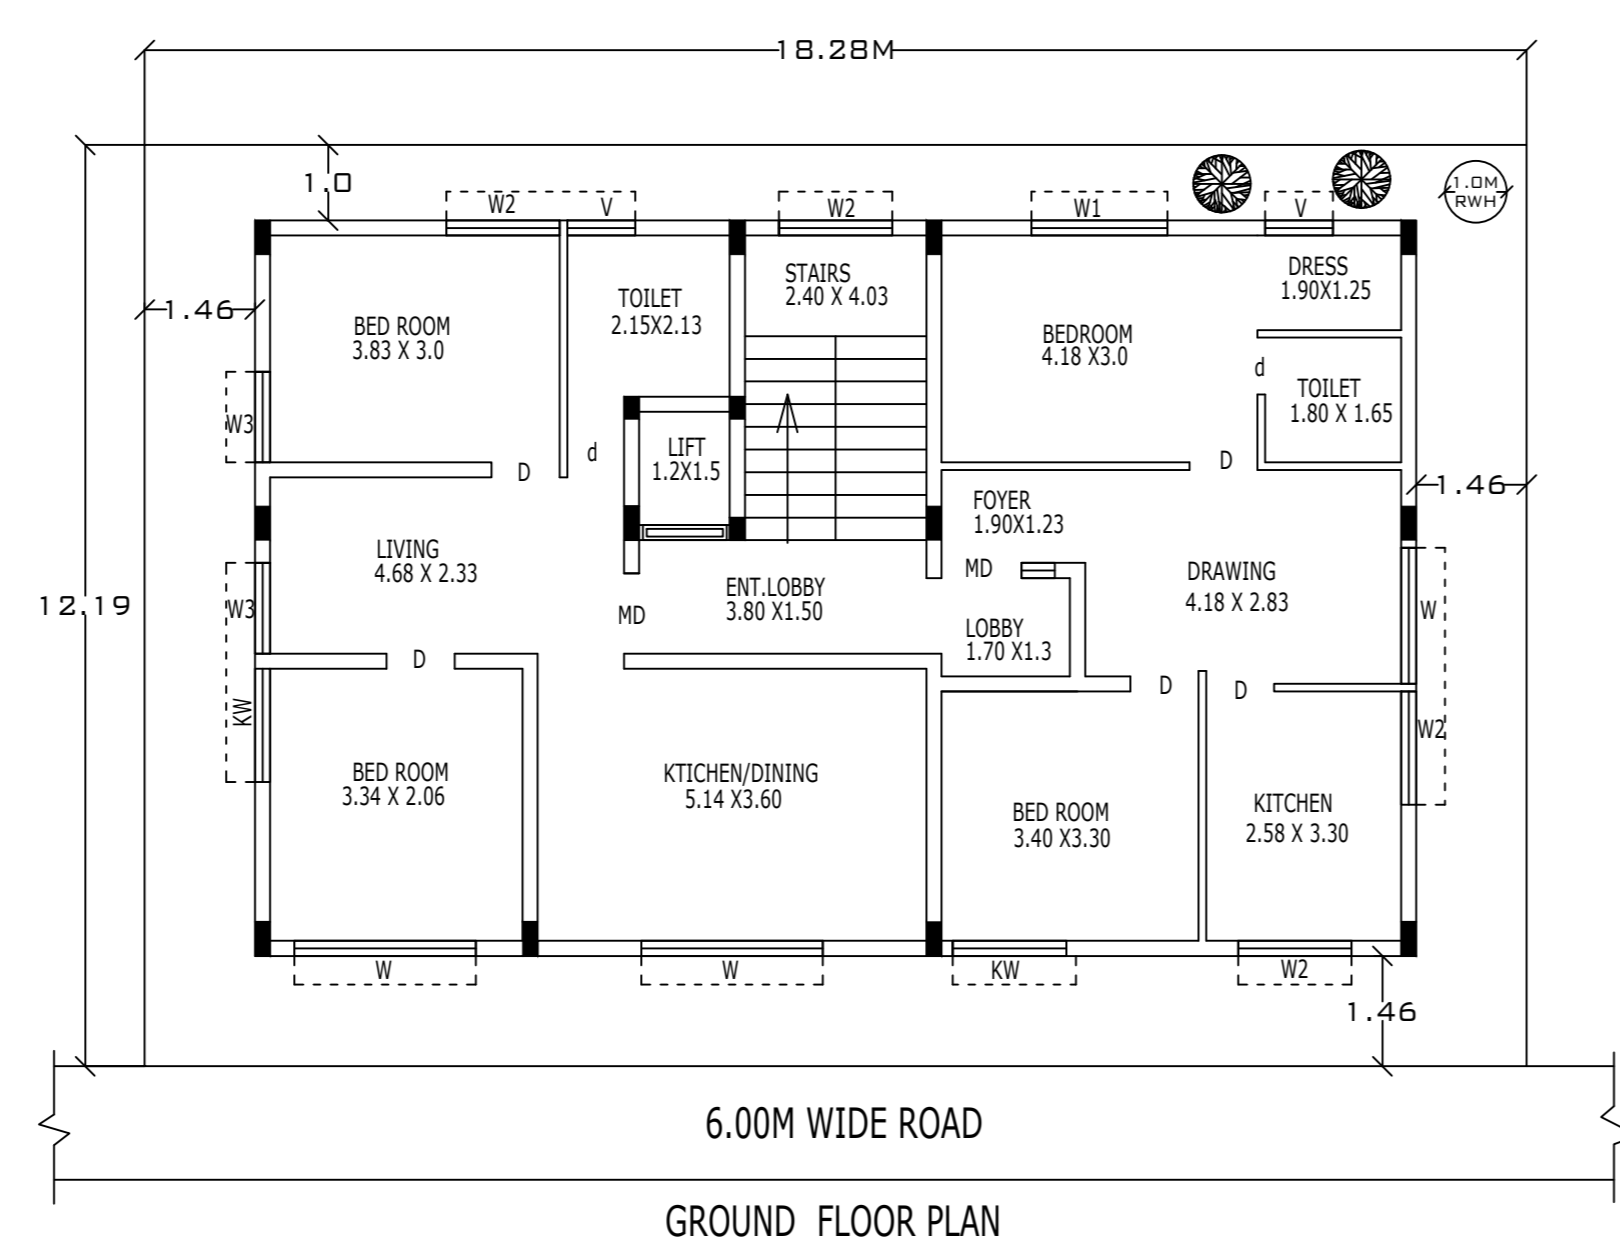 18.28M
1.0
1.0M
RWH
W2
V
W2
W1
V
STAIRS
2.40 X 4.03
DRESS
1.90X1.25
1.46
TOILET
2.15X2.13
BED ROOM
3.83 X 3.0
BEDROOM
4.18 X3.0
d
TOILET
1.80 X 1.65
W3
LIFT
1.2X1.5
d
D
D
1.46
FOYER
1.90X1.23
LIVING
4.68 X 2.33
MD
DRAWING
4.18 X 2.83
ENT.LOBBY
3.80 X1.50
12.19
W3
MD
W
LOBBY
1.70 X1.3
D
D
D
KW
W2
BED ROOM
3.34 X 2.06
KTICHEN/DINING
5.14 X3.60
BED ROOM
3.40 X3.30
KITCHEN
2.58 X 3.30
W
W
KW
W2
1.46
6.00M WIDE ROAD
GROUND FLOOR PLAN